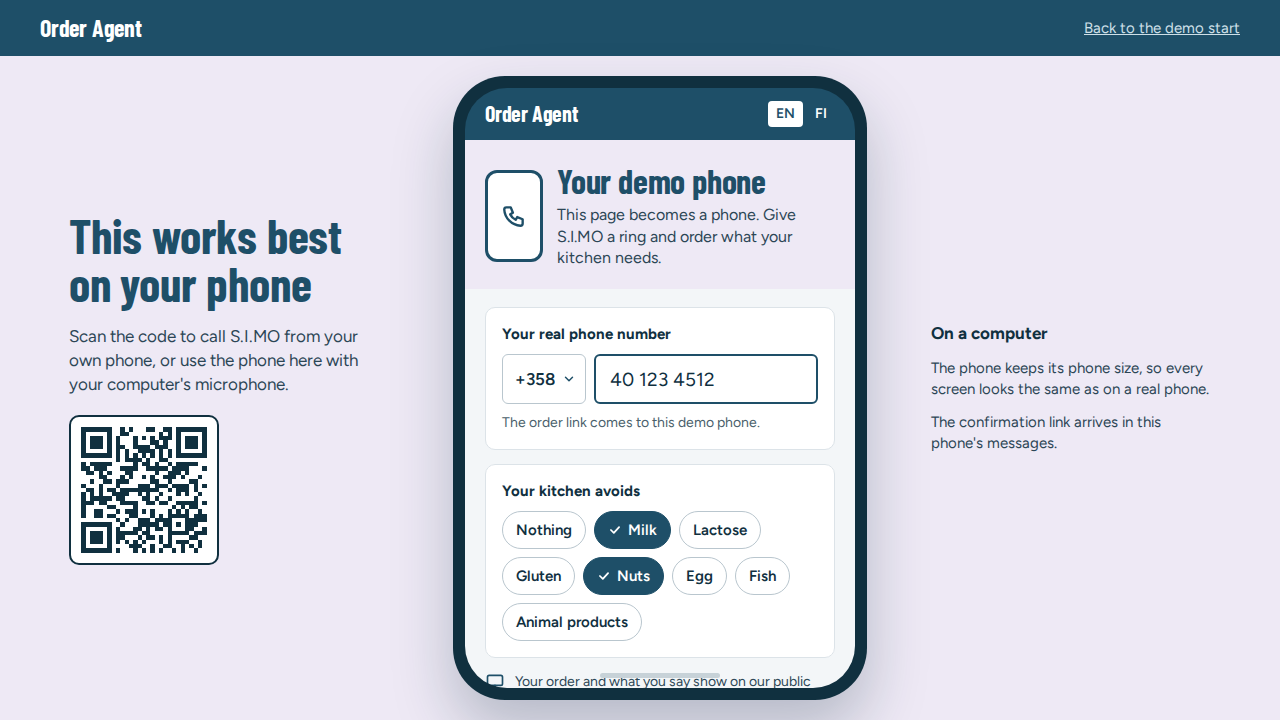 Order Agent
Back to the demo start
This works best
on your phone
Scan the code to call S.I.MO from your
own phone, or use the phone here with
your computer's microphone.
Order Agent
EN FI
Your demo phone
This page becomes a phone. Give
S.I.MO a ring and order what your
kitchen needs.
Your real phone number
+358 40 123 4512
The order link comes to this demo phone.
Your kitchen avoids
Nothing Milk Lactose
Gluten Nuts Egg Fish
Animal products
Your order and what you say show on our public
On a computer
The phone keeps its phone size, so every
screen looks the same as on a real phone.
The confirmation link arrives in this
phone's messages.